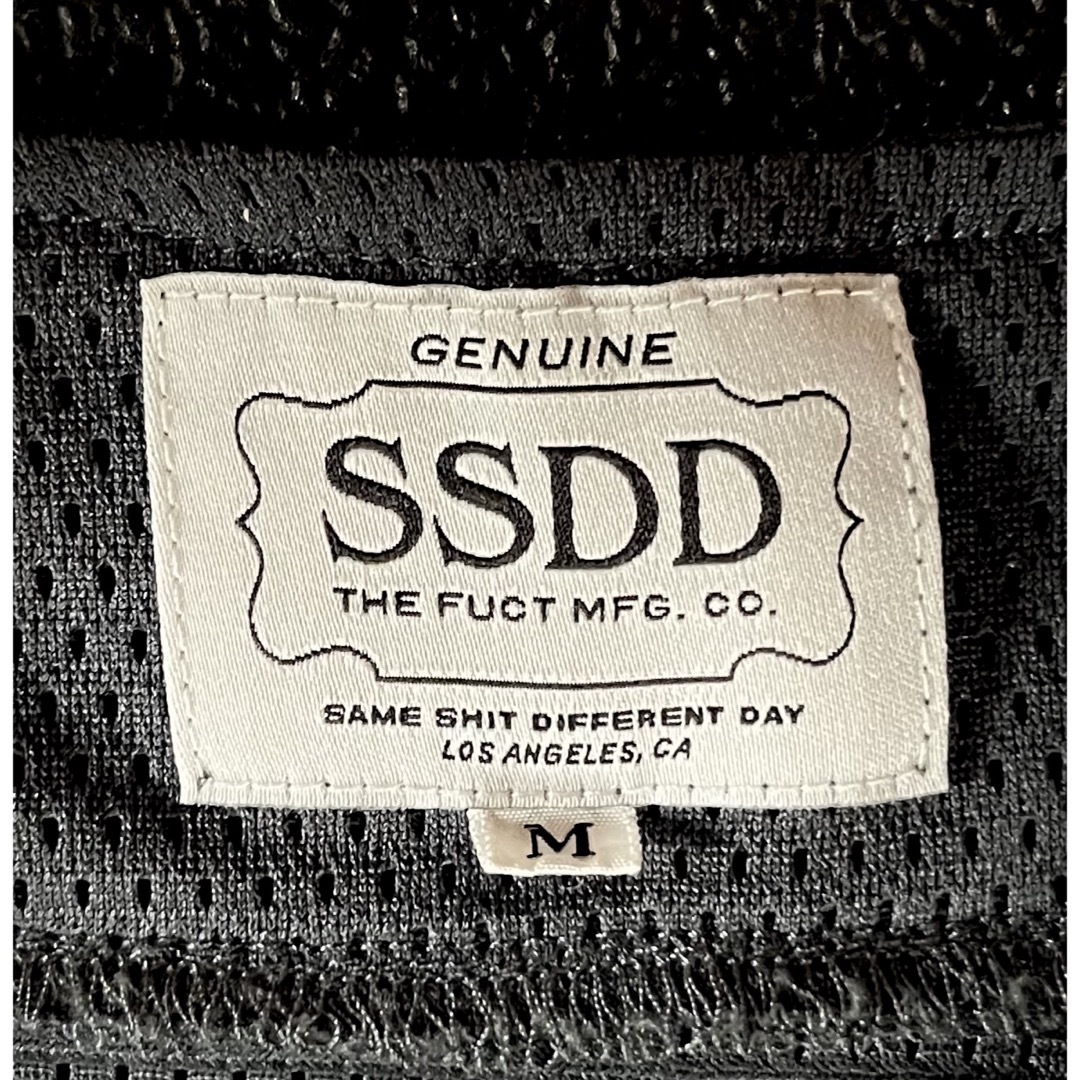 GENUINE
SSDD
THE FUCT MFG. CO.
SAME SHIT DIFFERENT DAY
LOS ANGELES, CA
M